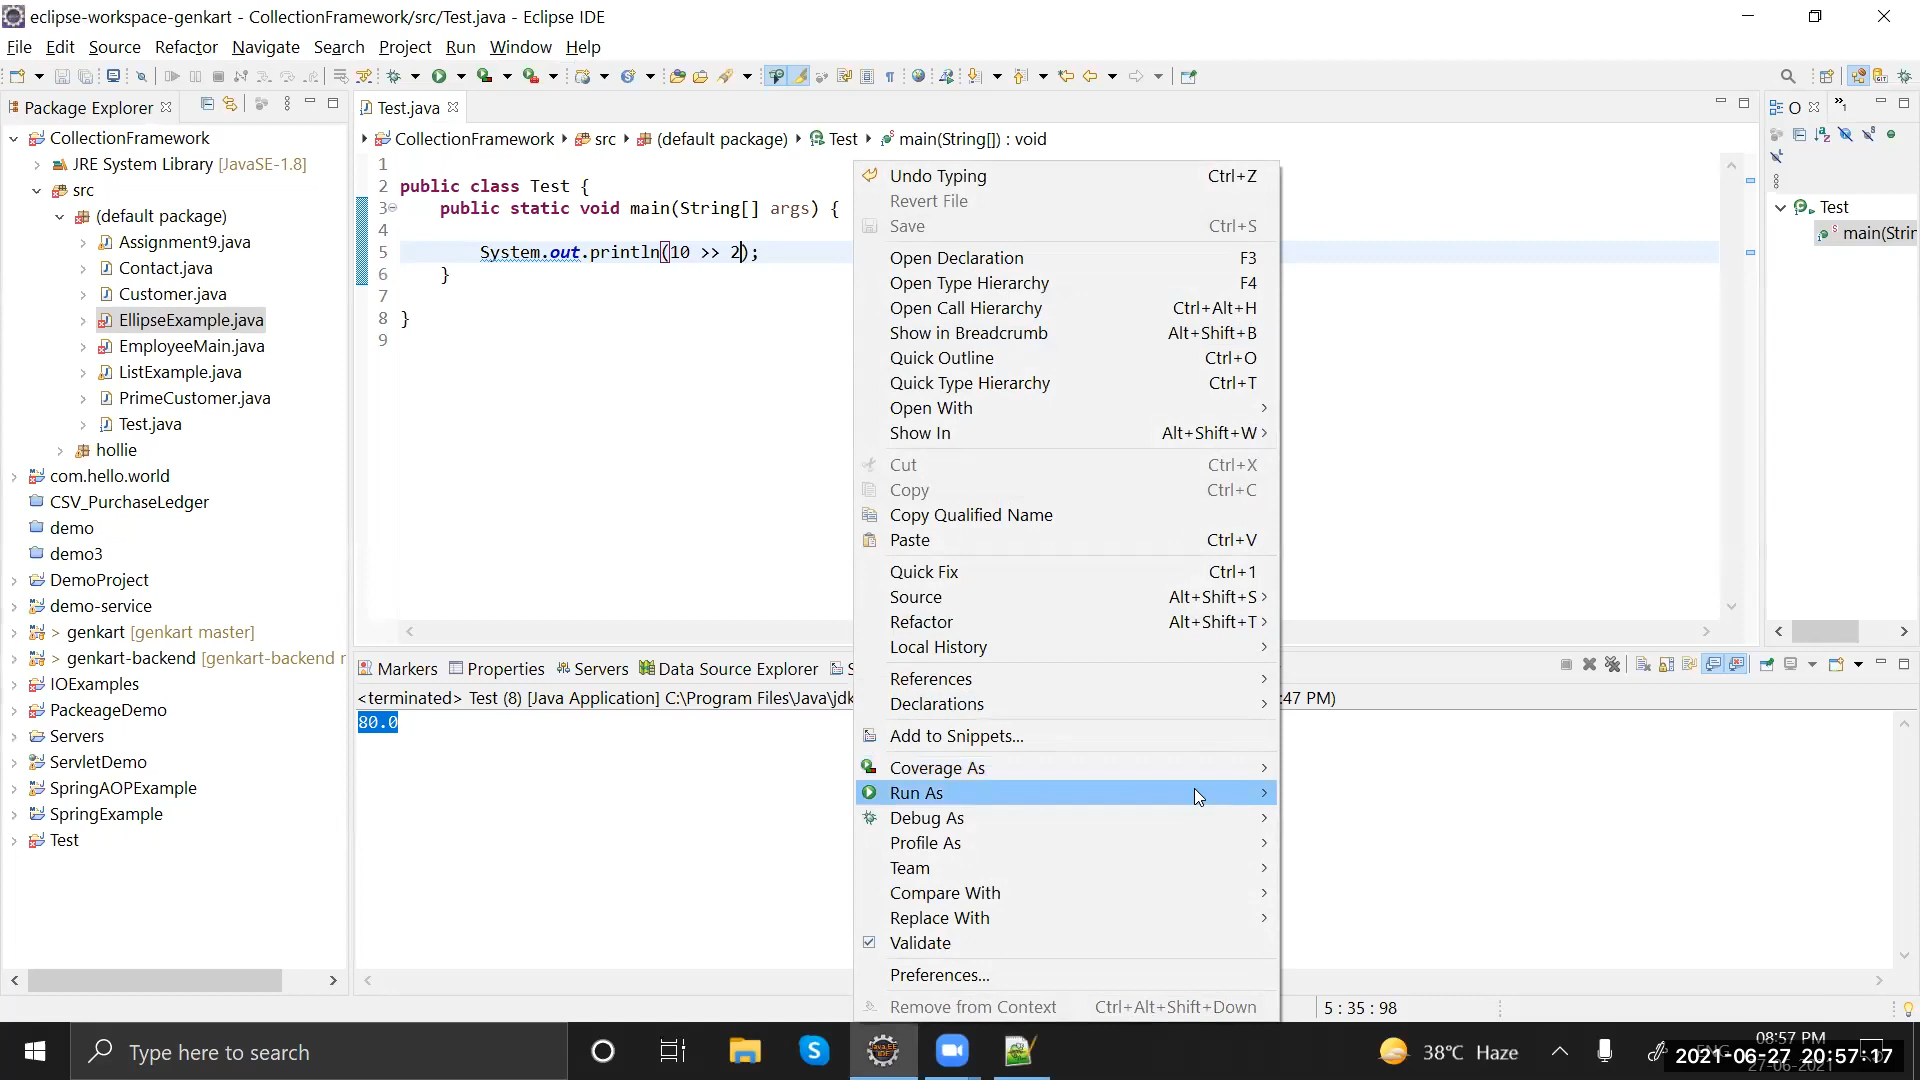 eclipse-workspace-genkart - CollectionFramework/src/Test.java - Eclipse IDE
File Edit Source Refactor Navigate Search Project Run Window Help
Package Explorer
CollectionFramework
JRE System Library [JavaSE-1.8]
src
(default package)
Assignment9.java
Contact.java
Customer.java
EllipseExample.java
EmployeeMain.java
ListExample.java
PrimeCustomer.java
Test.java
hollie
com.hello.world
CSV_PurchaseLedger
demo
demo3
DemoProject
demo-service
> genkart [genkart master]
> genkart-backend [genkart-backend r
IOExamples
PackeageDemo
Servers
ServletDemo
SpringAOPExample
SpringExample
Test
Test.java
CollectionFramework src (default package) Test main(String[]) : void
1
2 public class Test {
3 public static void main(String[] args) {
4
5 System.out.println(10 >> 2);
6 }
7
8 }
9
Undo Typing Ctrl+Z
Revert File
Save Ctrl+S
Open Declaration F3
Open Type Hierarchy F4
Open Call Hierarchy Ctrl+Alt+H
Show in Breadcrumb Alt+Shift+B
Quick Outline Ctrl+O
Quick Type Hierarchy Ctrl+T
Open With
Show In Alt+Shift+W
Cut Ctrl+X
Copy Ctrl+C
Copy Qualified Name
Paste Ctrl+V
Quick Fix Ctrl+1
Source Alt+Shift+S
Refactor Alt+Shift+T
Local History
References
Declarations
Add to Snippets...
Coverage As
Run As
Debug As
Profile As
Team
Compare With
Replace With
Validate
Preferences...
Remove from Context Ctrl+Alt+Shift+Down
O
Test
main(Strin
Markers Properties Servers Data Source Explorer S
<terminated> Test (8) [Java Application] C:\Program Files\Java\jdk :47 PM)
80.0
5 : 35 : 98
Type here to search
38°C Haze
08:57 PM
2021-06-27 20:57:17
27-06-2021